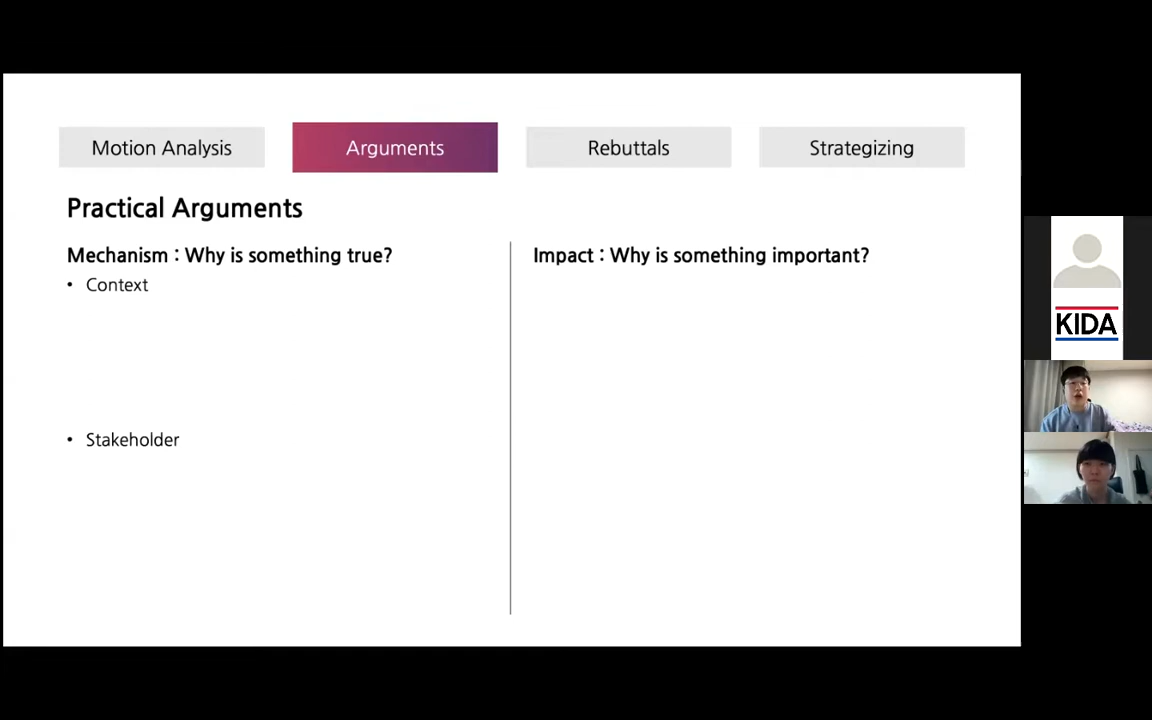 Motion Analysis
Arguments
Rebuttals
Strategizing
Practical Arguments
Mechanism : Why is something true?
• Context
• Stakeholder
Impact : Why is something important?
KIDA